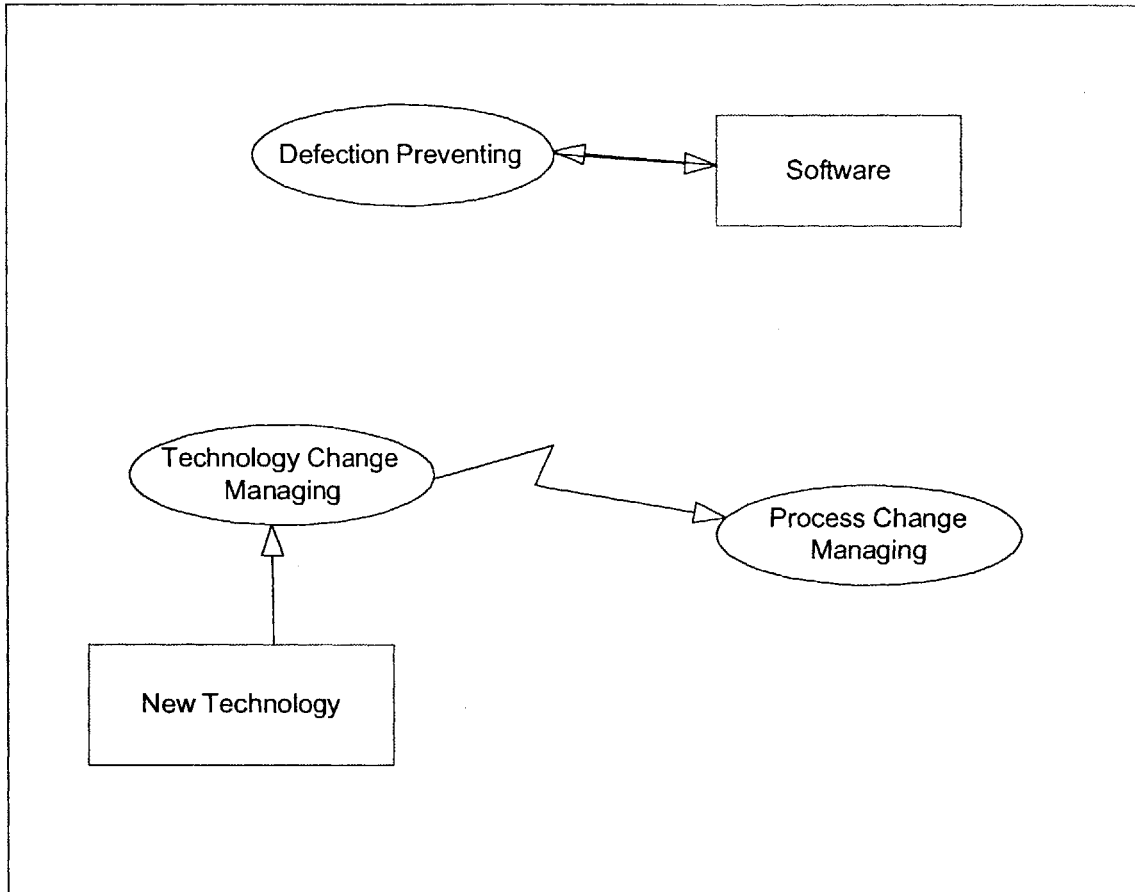 Defection Preventing
Software
Technology Change
Managing
Process Change
Managing
New Technology